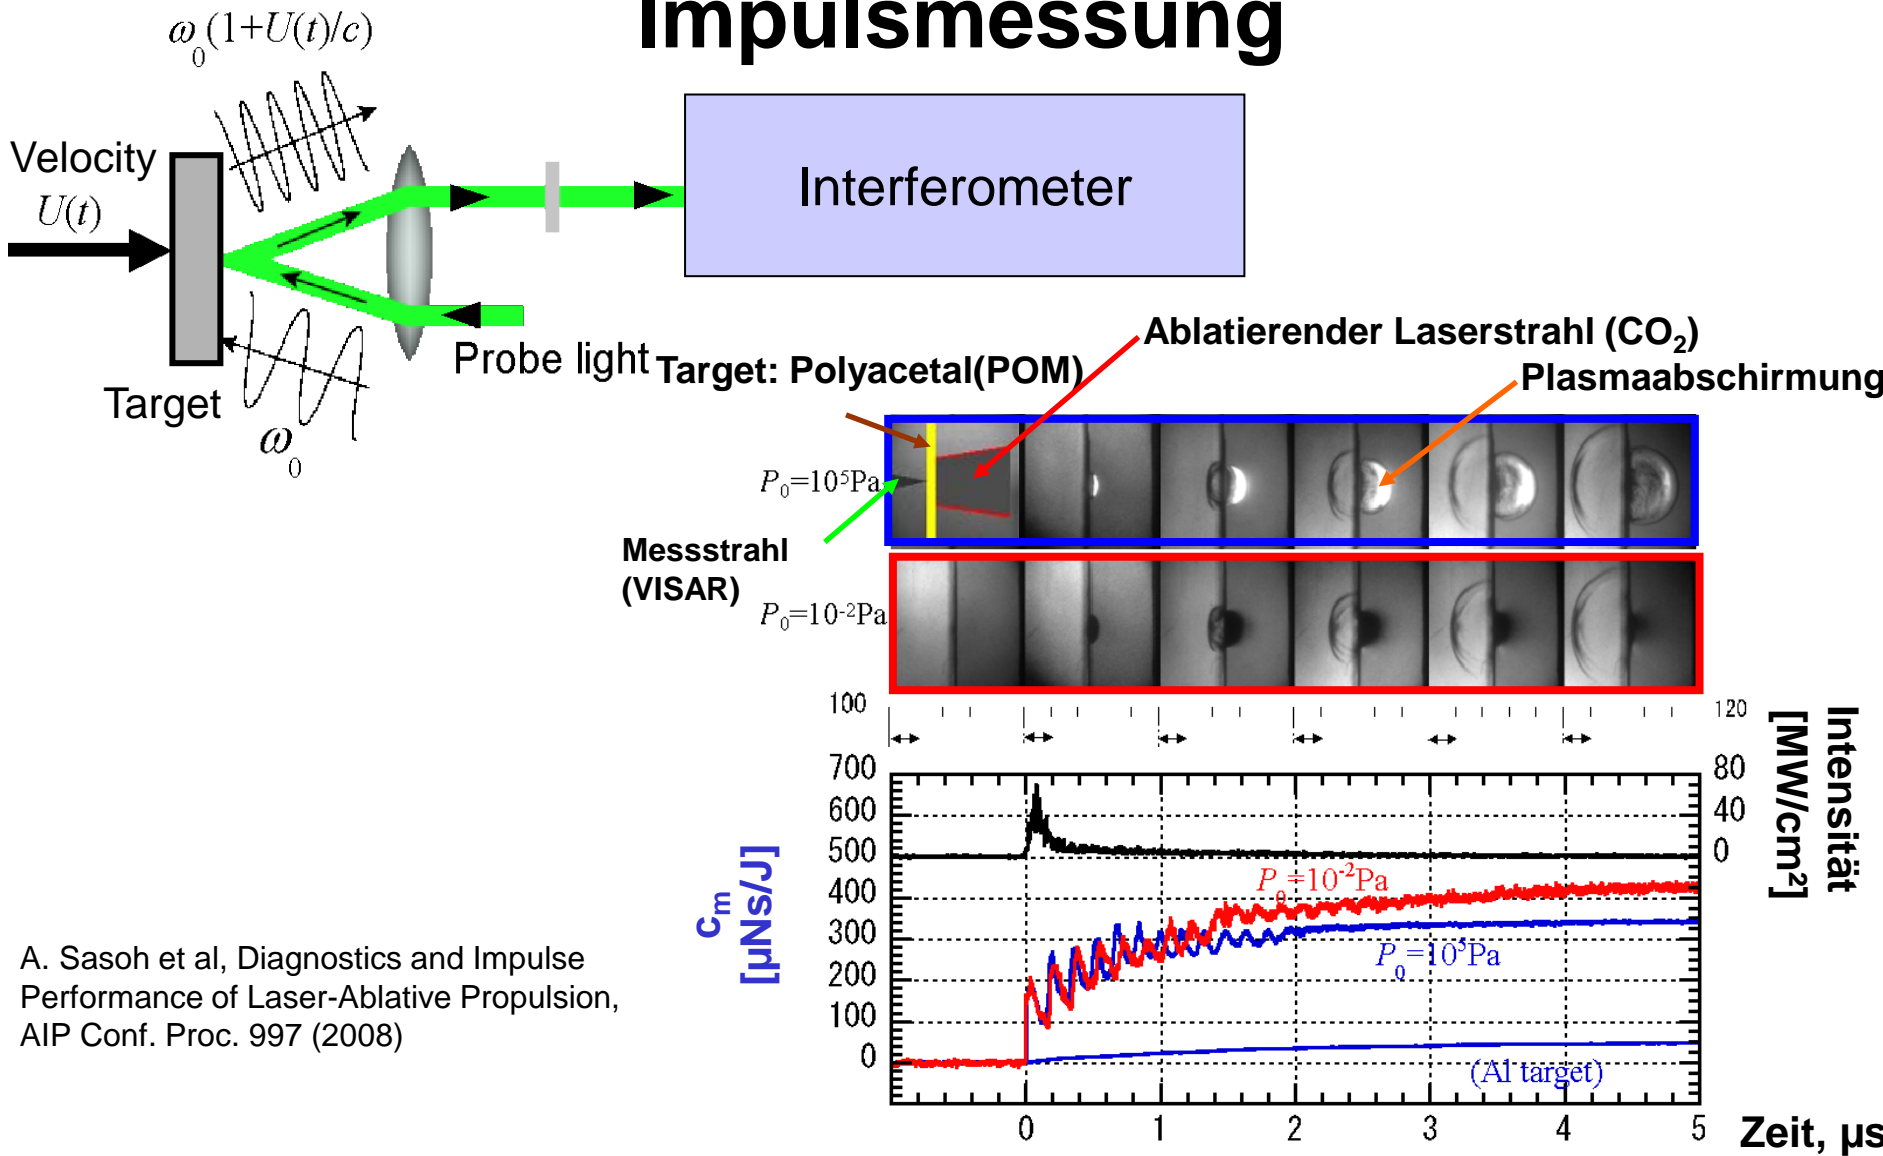 Impulsmessung
ω₀(1+U(t)/c)
Velocity
U(t)
Interferometer
Probe light
Target
ω₀
Ablatierender Laserstrahl (CO₂)
Target: Polyacetal(POM)
Plasmaabschirmung
P₀=10⁵Pa
Messstrahl
(VISAR)
P₀=10⁻²Pa
100
120
700
600
500
400
300
200
100
0
80
40
0
Intensität
[MW/cm²]
cₘ
[µNs/J]
P₀=10⁻²Pa
P₀=10⁵Pa
(Al target)
0 1 2 3 4 5
Zeit, µs
A. Sasoh et al, Diagnostics and Impulse
Performance of Laser-Ablative Propulsion,
AIP Conf. Proc. 997 (2008)